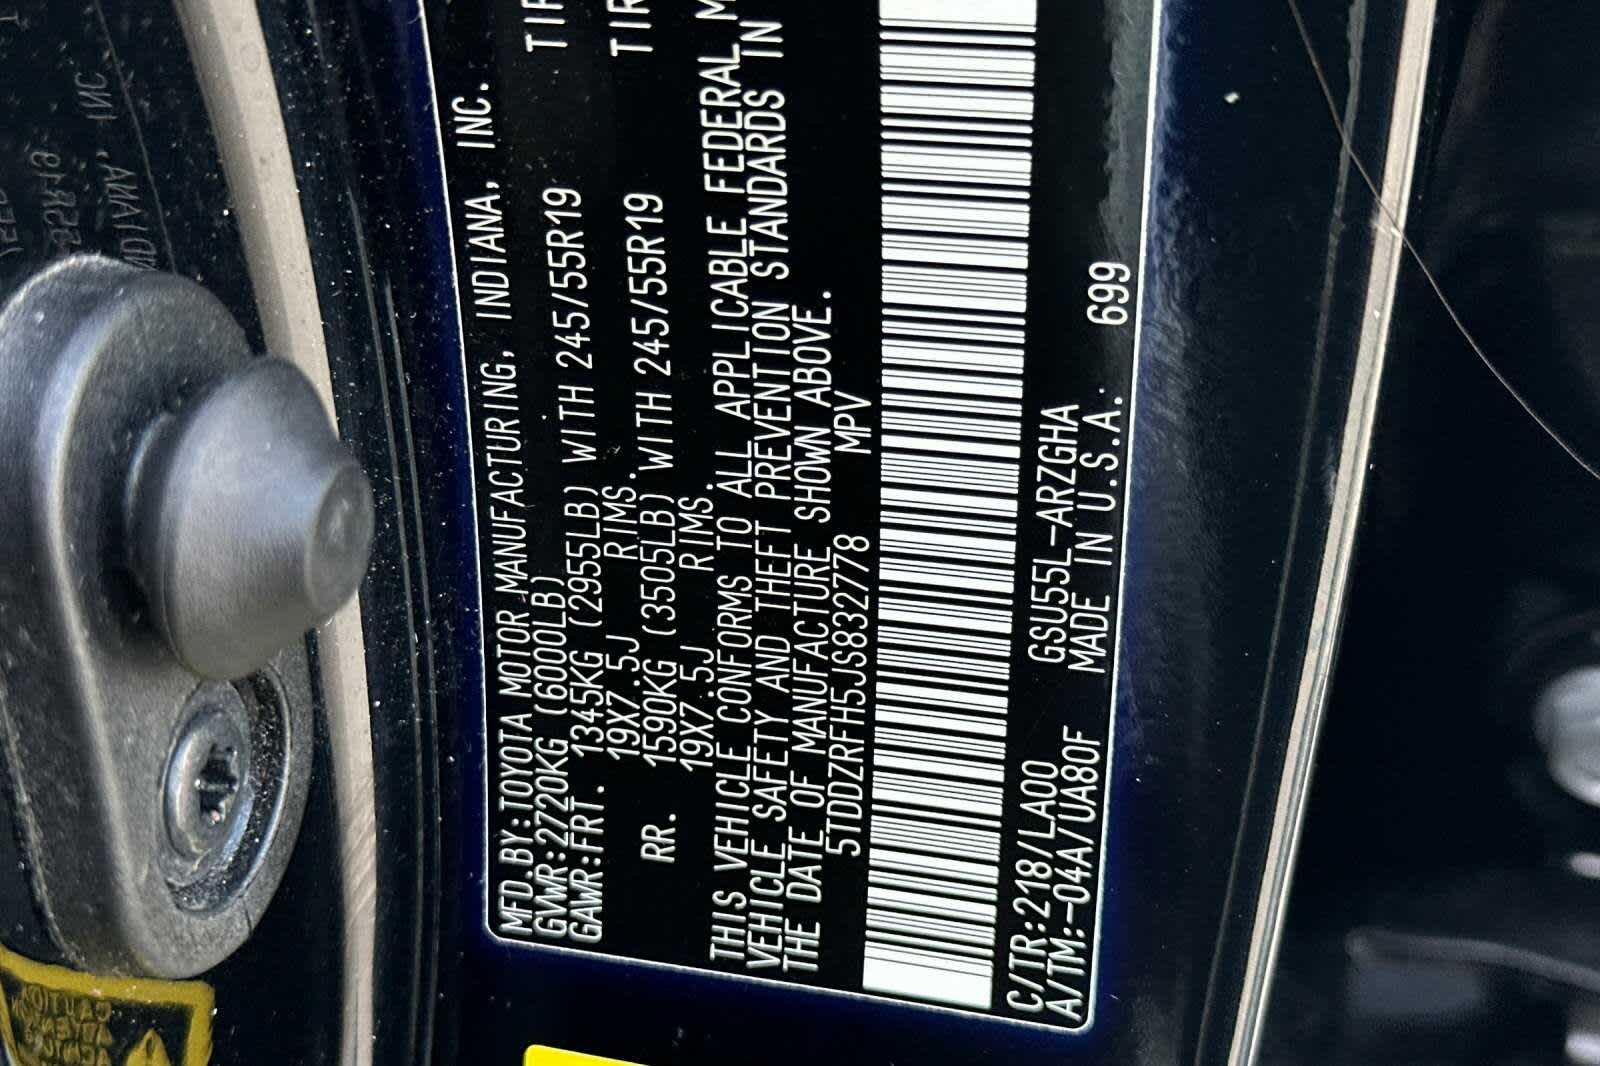 MFD.BY:TOYOTA MOTOR MANUFACTURING, INDIANA, INC.
GVWR:2720KG (6000LB)
GAWR:FRT. 1345KG (2955LB) WITH 245/55R19 TIR
19X7.5J RIMS.
RR. 1590KG (3505LB) WITH 245/55R19 TIR
19X7.5J RIMS.
THIS VEHICLE CONFORMS TO ALL APPLICABLE FEDERAL M
VEHICLE SAFETY AND THEFT PREVENTION STANDARDS IN
THE DATE OF MANUFACTURE SHOWN ABOVE.
5TDDZRFH5JS832778 MPV
C/TR:218/LA00 GSU55L-ARZGHA
A/TM:-04A/UA80F MADE IN U.S.A. 699